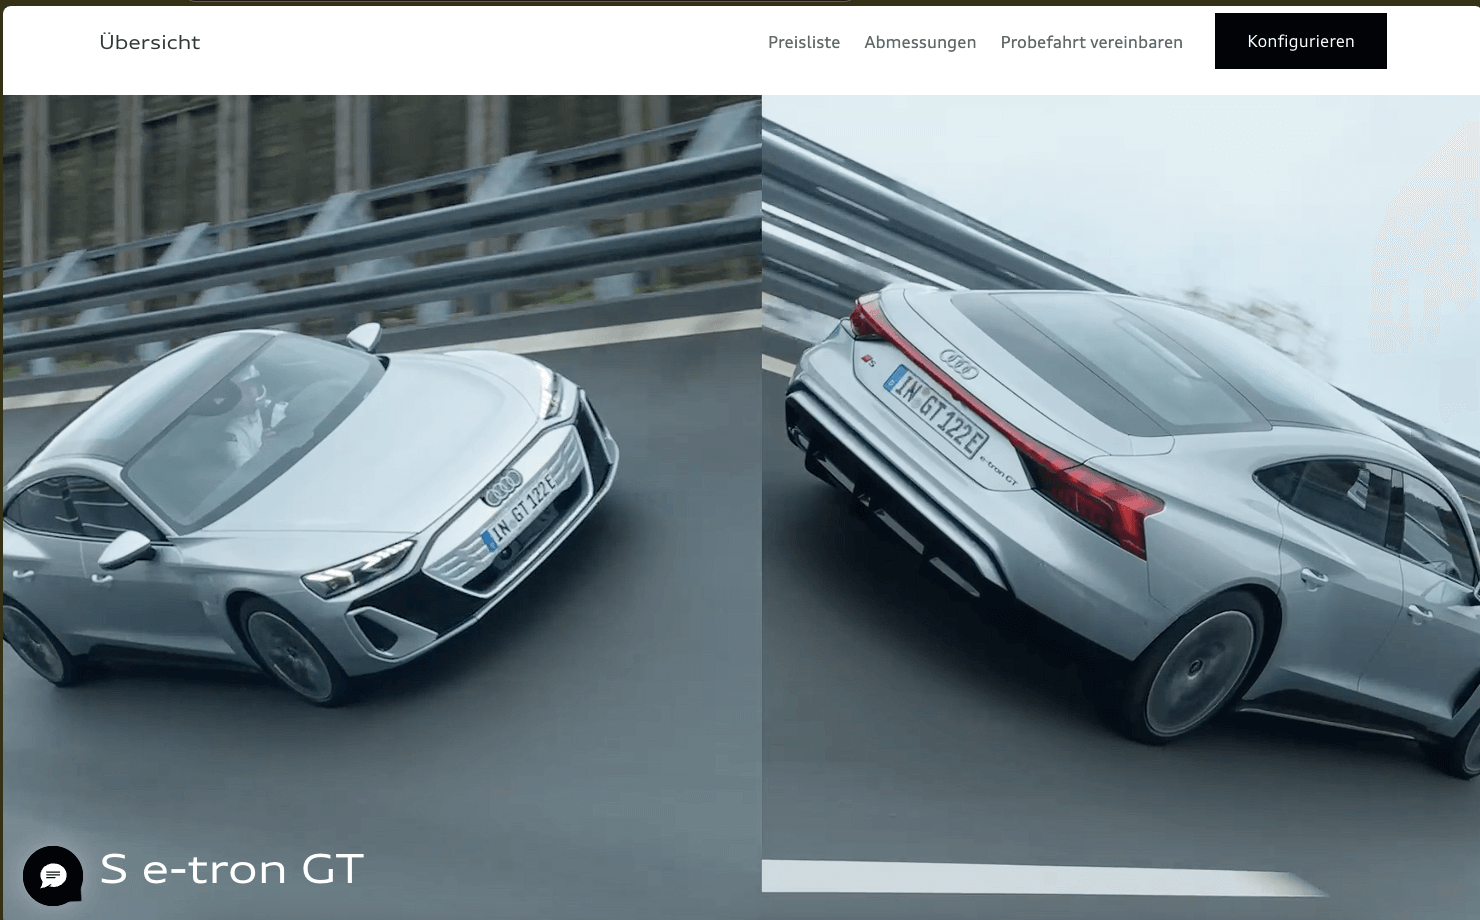 Übersicht
Preisliste
Abmessungen
Probefahrt vereinbaren
Konfigurieren
IN GT 122E
S
IN GT 122E
e-tron GT
S e-tron GT